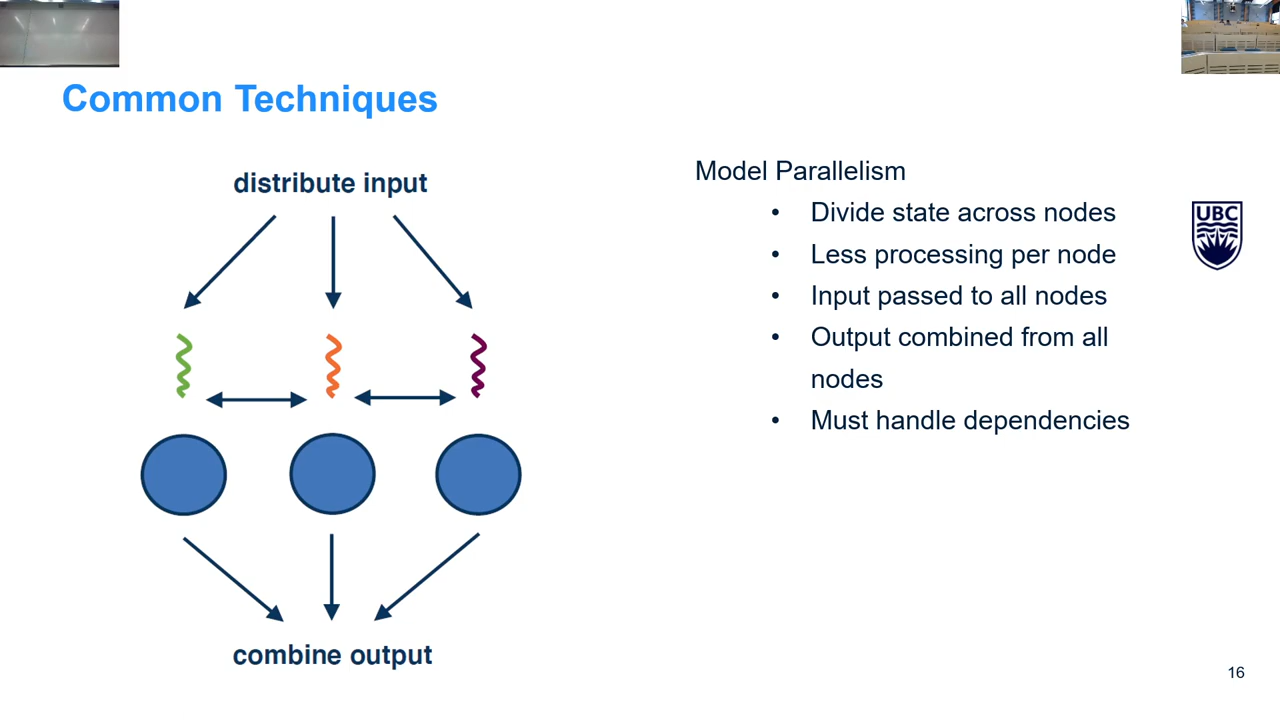 Common Techniques
distribute input
combine output
Model Parallelism
• Divide state across nodes
• Less processing per node
• Input passed to all nodes
• Output combined from all
nodes
• Must handle dependencies
UBC
16